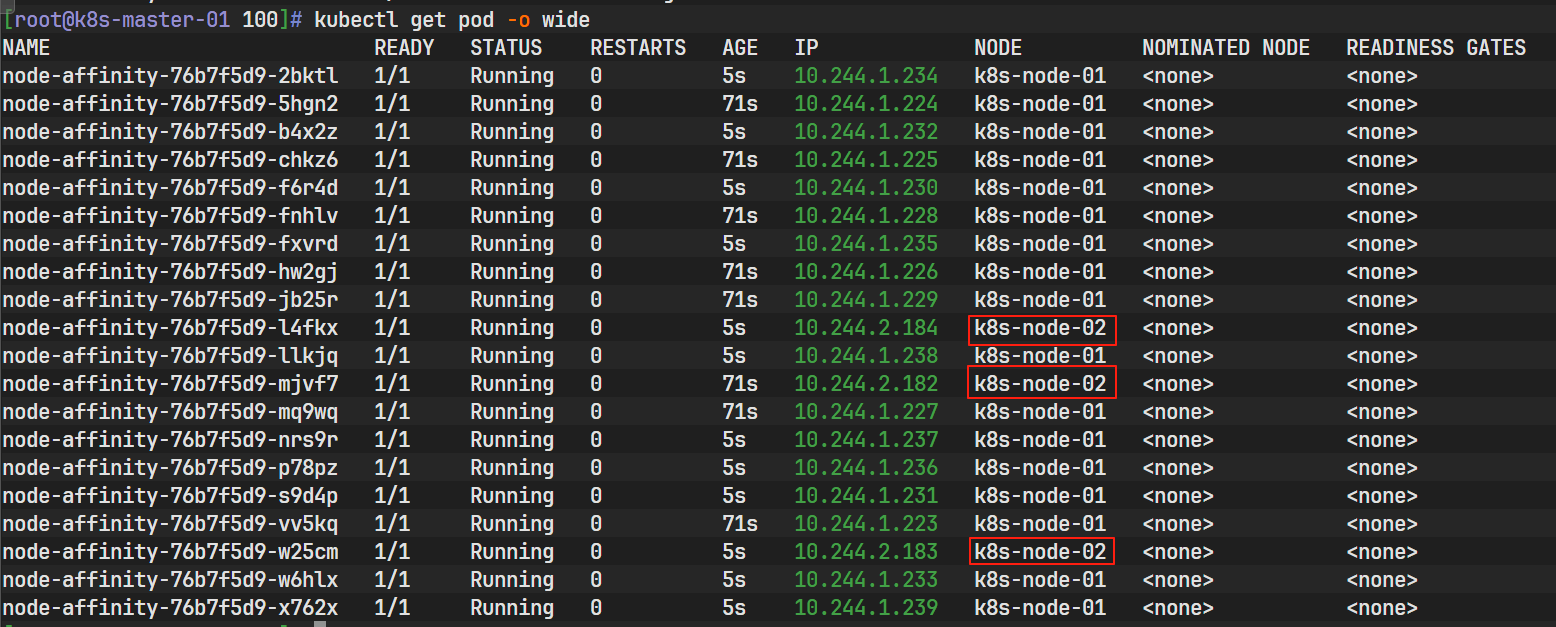 [root@k8s-master-01 100]# kubectl get pod -o wide
NAME READY STATUS RESTARTS AGE IP NODE NOMINATED NODE READINESS GATES
node-affinity-76b7f5d9-2bktl 1/1 Running 0 5s 10.244.1.234 k8s-node-01 <none> <none>
node-affinity-76b7f5d9-5hgn2 1/1 Running 0 71s 10.244.1.224 k8s-node-01 <none> <none>
node-affinity-76b7f5d9-b4x2z 1/1 Running 0 5s 10.244.1.232 k8s-node-01 <none> <none>
node-affinity-76b7f5d9-chkz6 1/1 Running 0 71s 10.244.1.225 k8s-node-01 <none> <none>
node-affinity-76b7f5d9-f6r4d 1/1 Running 0 5s 10.244.1.230 k8s-node-01 <none> <none>
node-affinity-76b7f5d9-fnhlv 1/1 Running 0 71s 10.244.1.228 k8s-node-01 <none> <none>
node-affinity-76b7f5d9-fxvrd 1/1 Running 0 5s 10.244.1.235 k8s-node-01 <none> <none>
node-affinity-76b7f5d9-hw2gj 1/1 Running 0 71s 10.244.1.226 k8s-node-01 <none> <none>
node-affinity-76b7f5d9-jb25r 1/1 Running 0 71s 10.244.1.229 k8s-node-01 <none> <none>
node-affinity-76b7f5d9-l4fkx 1/1 Running 0 5s 10.244.2.184 k8s-node-02 <none> <none>
node-affinity-76b7f5d9-llkjq 1/1 Running 0 5s 10.244.1.238 k8s-node-01 <none> <none>
node-affinity-76b7f5d9-mjvf7 1/1 Running 0 71s 10.244.2.182 k8s-node-02 <none> <none>
node-affinity-76b7f5d9-mq9wq 1/1 Running 0 71s 10.244.1.227 k8s-node-01 <none> <none>
node-affinity-76b7f5d9-nrs9r 1/1 Running 0 5s 10.244.1.237 k8s-node-01 <none> <none>
node-affinity-76b7f5d9-p78pz 1/1 Running 0 5s 10.244.1.236 k8s-node-01 <none> <none>
node-affinity-76b7f5d9-s9d4p 1/1 Running 0 5s 10.244.1.231 k8s-node-01 <none> <none>
node-affinity-76b7f5d9-vv5kq 1/1 Running 0 71s 10.244.1.223 k8s-node-01 <none> <none>
node-affinity-76b7f5d9-w25cm 1/1 Running 0 5s 10.244.2.183 k8s-node-02 <none> <none>
node-affinity-76b7f5d9-w6hlx 1/1 Running 0 5s 10.244.1.233 k8s-node-01 <none> <none>
node-affinity-76b7f5d9-x762x 1/1 Running 0 5s 10.244.1.239 k8s-node-01 <none> <none>